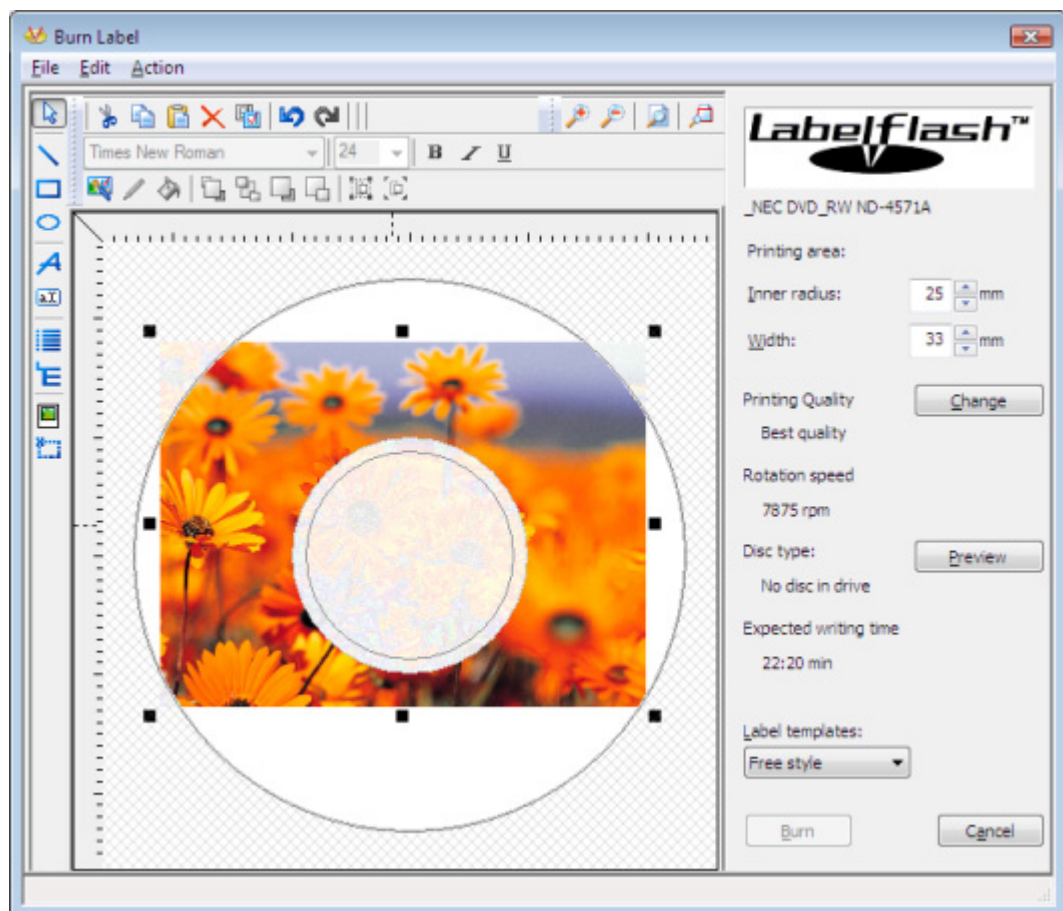 Burn Label
File Edit Action
Times New Roman 24 B I U
A
aI
E
Labelflash™
_NEC DVD_RW ND-4571A
Printing area:
Inner radius: 25 mm
Width: 33 mm
Printing Quality Change
Best quality
Rotation speed
7875 rpm
Disc type: Preview
No disc in drive
Expected writing time
22:20 min
Label templates:
Free style
Burn Cancel